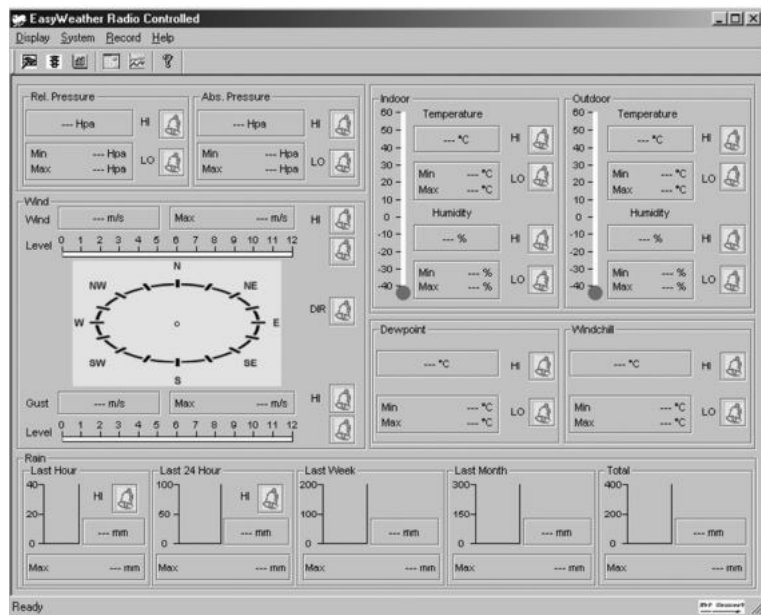 EasyWeather Radio Controlled
Display System Record Help
Rel. Pressure
--- Hpa
HI
Min --- Hpa
Max --- Hpa
LO
Abs. Pressure
--- Hpa
HI
Min --- Hpa
Max --- Hpa
LO
Wind
Wind --- m/s Max --- m/s HI
Level 0 1 2 3 4 5 6 7 8 9 10 11 12
N
NW NE
W E
SW SE
S
DIR
Gust --- m/s Max --- m/s HI
Level 0 1 2 3 4 5 6 7 8 9 10 11 12
Indoor
60
50
40
30
20
10
0
-10
-20
-30
-40
Temperature
--- °C
HI
Min --- °C
Max --- °C
LO
Humidity
--- %
HI
Min --- %
Max --- %
LO
Outdoor
60
50
40
30
20
10
0
-10
-20
-30
-40
Temperature
--- °C
HI
Min --- °C
Max --- °C
LO
Humidity
--- %
HI
Min --- %
Max --- %
LO
Dewpoint
--- °C
HI
Min --- °C
Max --- °C
LO
Windchill
--- °C
HI
Min --- °C
Max --- °C
LO
Rain
Last Hour
40
20
0
HI
--- mm
Max --- mm
Last 24 Hour
100
50
0
HI
--- mm
Max --- mm
Last Week
200
100
0
--- mm
Max --- mm
Last Month
300
150
0
--- mm
Max --- mm
Total
400
200
0
--- mm
Max --- mm
Ready